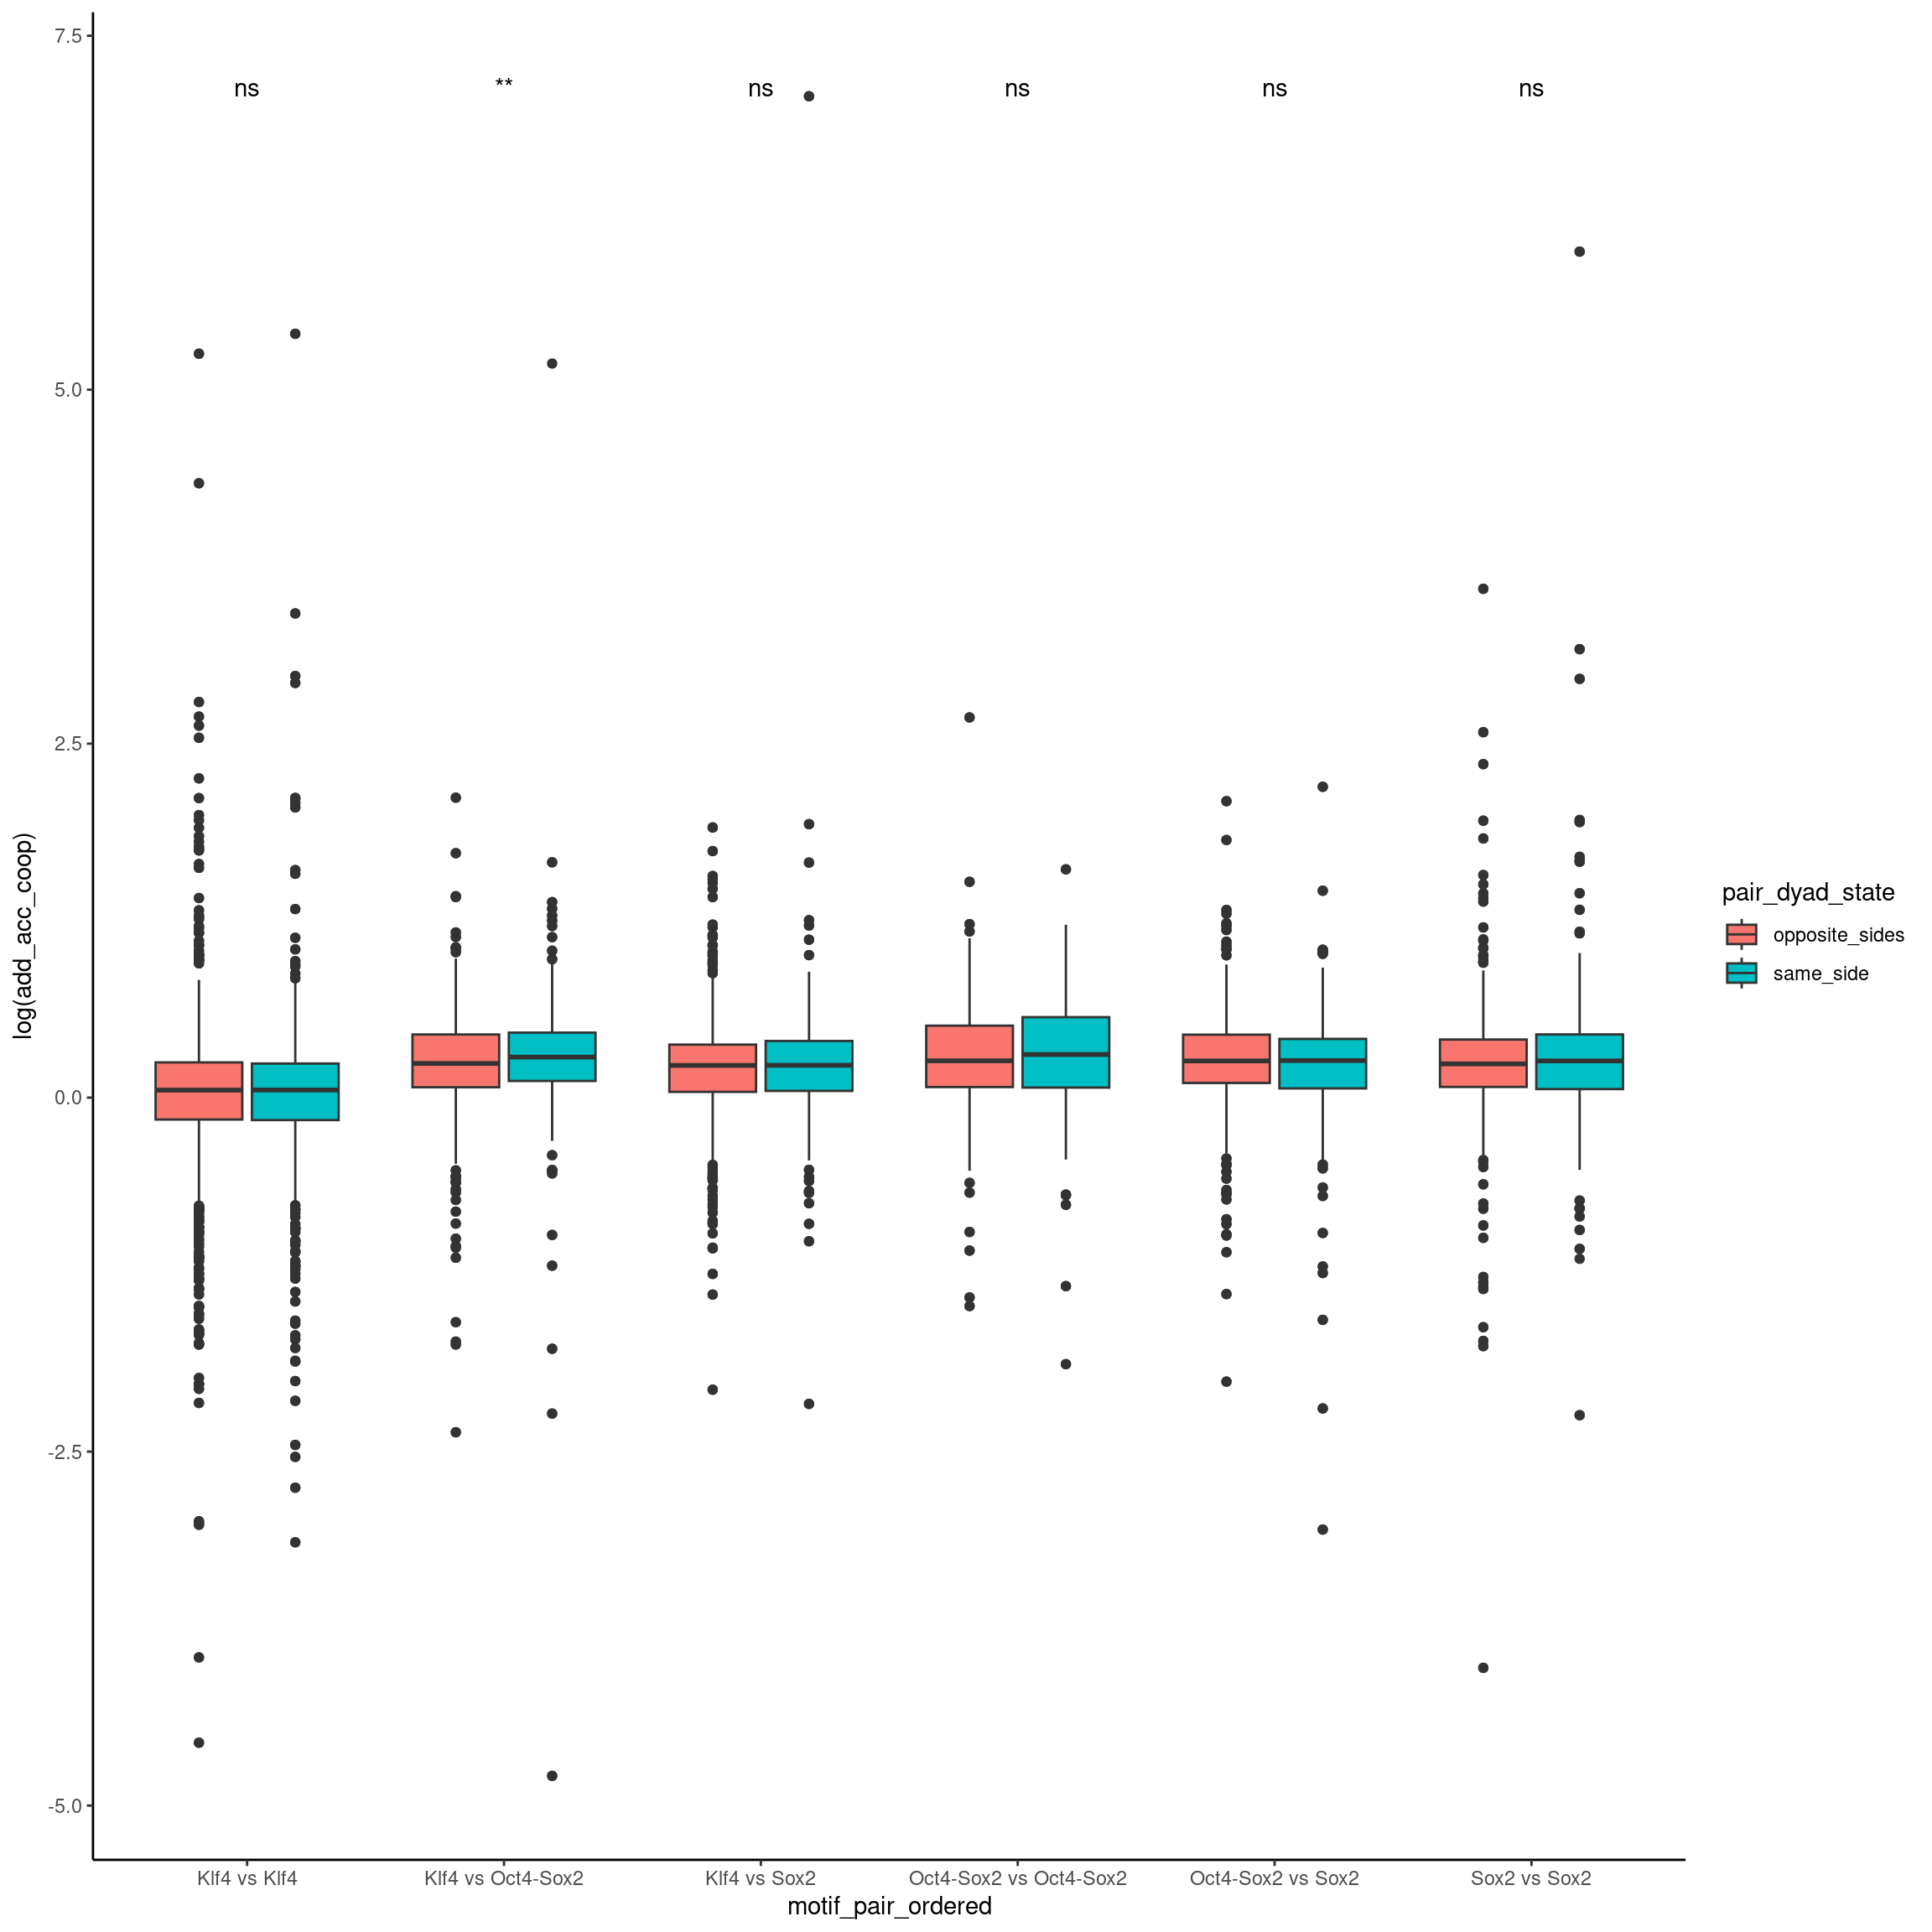 7.5
5.0
2.5
0.0
-2.5
-5.0
log(add_acc_coop)
ns
**
ns
ns
ns
ns
Klf4 vs Klf4
Klf4 vs Oct4-Sox2
Klf4 vs Sox2
Oct4-Sox2 vs Oct4-Sox2
Oct4-Sox2 vs Sox2
Sox2 vs Sox2
motif_pair_ordered
pair_dyad_state
opposite_sides
same_side